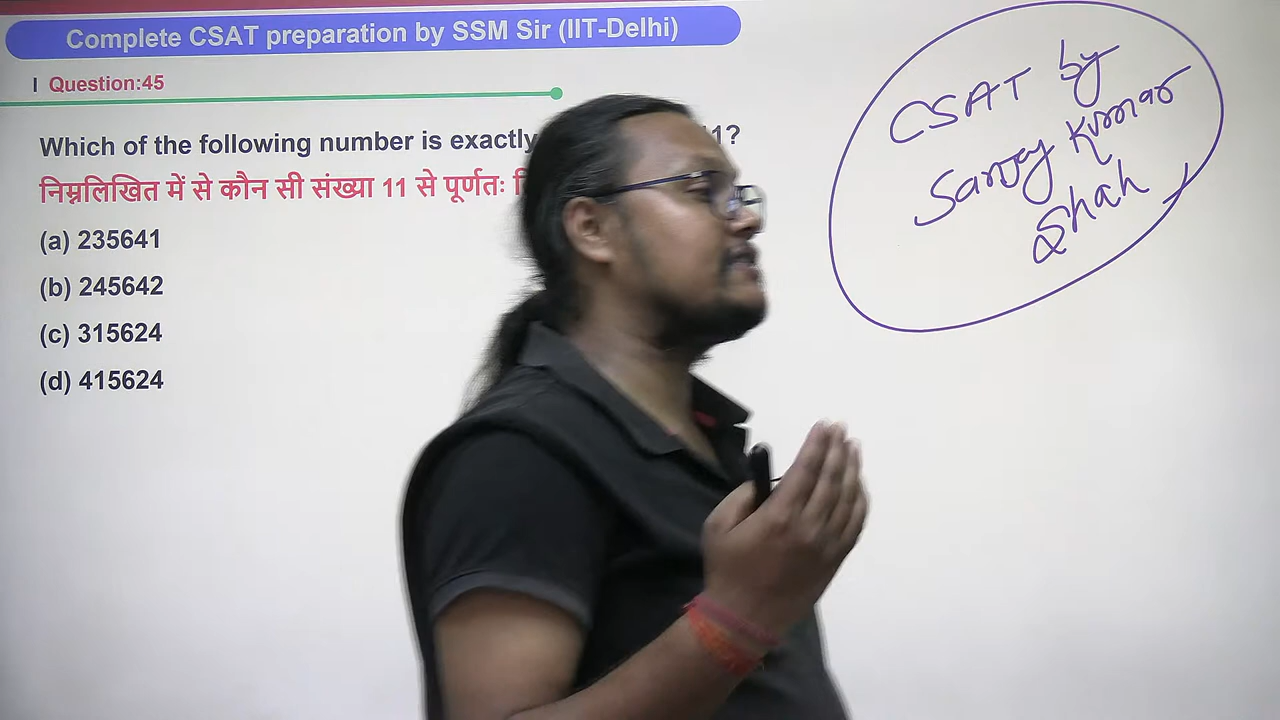 Complete CSAT preparation by SSM Sir (IIT-Delhi)
I Question:45
Which of the following number is exactly 1?
निम्नलिखित में से कौन सी संख्या 11 से पूर्णतः
(a) 235641
(b) 245642
(c) 315624
(d) 415624
CSAT by
Kumar
Shah